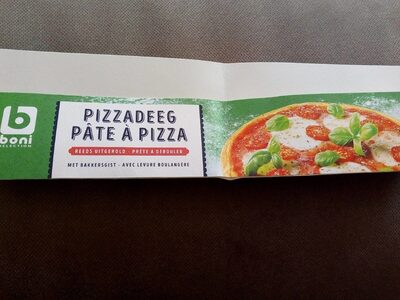 boni
SELECTION
PIZZADEEG
PÂTE À PIZZA
REEDS UITGEROLD - PRÊTE À DÉROULER
MET BAKKERSGIST - AVEC LEVURE BOULANGÈRE